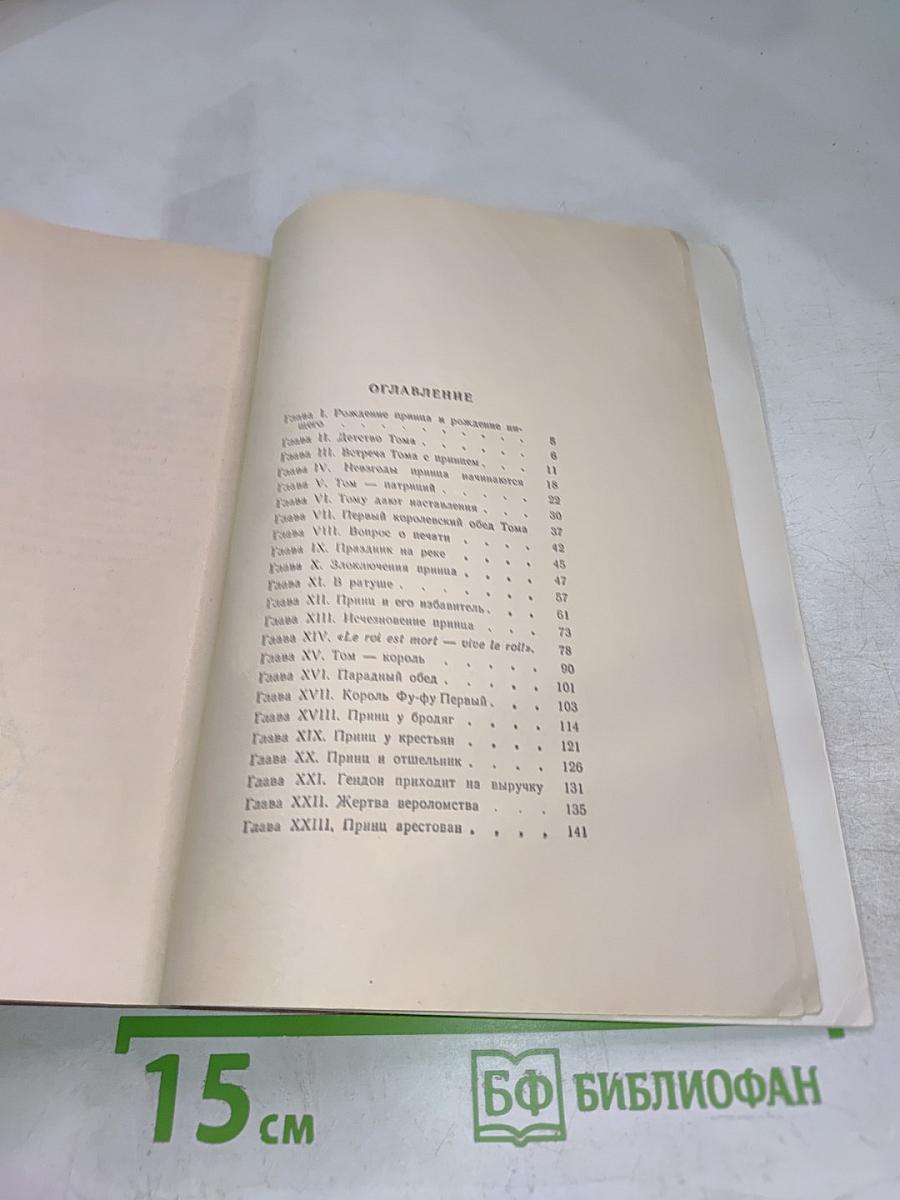 ОГЛАВЛЕНИЕ
Глава I. Рождение принца и рождение ни-
щего . . . . . . . . . . 5
Глава II. Детство Тома . . . . . . 6
Глава III. Встреча Тома с принцем . . . 11
Глава IV. Невзгоды принца начинаются 18
Глава V. Том — патриций . . . . . 22
Глава VI. Тому дают наставления . . . 30
Глава VII. Первый королевский обед Тома 37
Глава VIII. Вопрос о печати . . . . 42
Глава IX. Праздник на реке . . . . 45
Глава X. Злоключения принца . . . . 47
Глава XI. В ратуше . . . . . . . 57
Глава XII. Принц и его избавитель . . . 61
Глава XIII. Исчезновение принца . . . 73
Глава XIV. «Le roi est mort — vive le roi!». 78
Глава XV. Том — король . . . . . 90
Глава XVI. Парадный обед . . . . . 101
Глава XVII. Король Фу-фу Первый . . . 103
Глава XVIII. Принц у бродяг . . . . 114
Глава XIX. Принц у крестьян . . . . 121
Глава XX. Принц и отшельник . . . . 126
Глава XXI. Гендон приходит на выручку 131
Глава XXII. Жертва вероломства . . . 135
Глава XXIII. Принц арестован . . . . 141
15 см
БФ БИБЛИОФАН